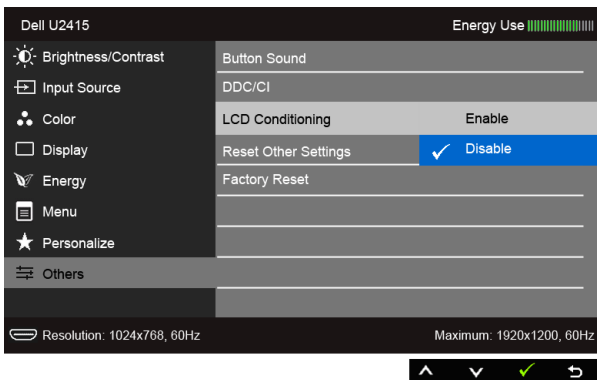 Dell U2415 Energy Use
Brightness/Contrast Button Sound
Input Source DDC/CI
Color LCD Conditioning Enable
Display Reset Other Settings Disable
Energy Factory Reset
Menu
Personalize
Others
Resolution: 1024x768, 60Hz Maximum: 1920x1200, 60Hz